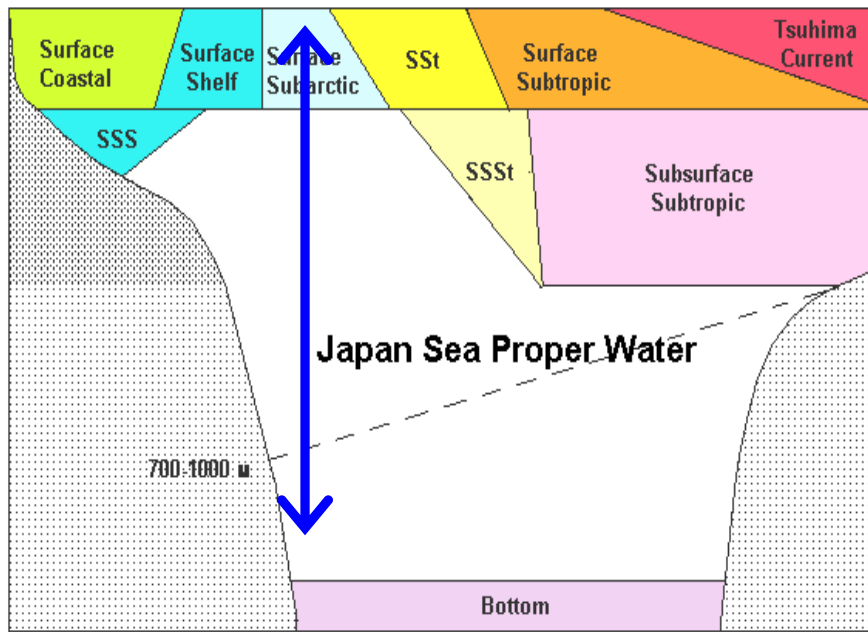 Surface
Coastal
Surface
Shelf
Surface
Subarctic
SSt
Surface
Subtropic
Tsuhima
Current
SSS
SSSt
Subsurface
Subtropic
Japan Sea Proper Water
700-1000 м
Bottom